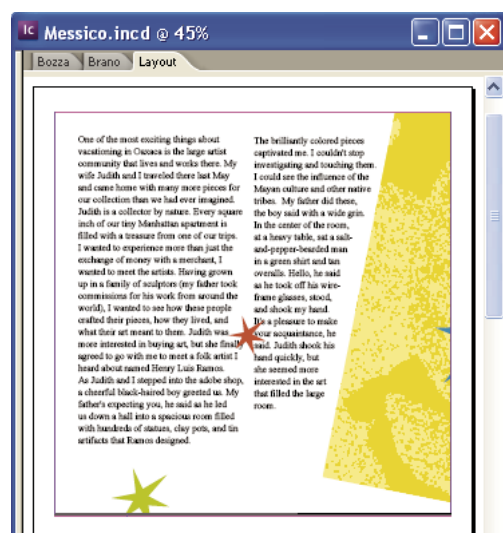 Ic Messico.incd @ 45%
Bozza Brano Layout
One of the most exciting things about
vacationing in Oaxaca is the large artist
community that lives and works there. My
wife Judith and I traveled there last May
and came home with many more pieces for
our collection than we had ever imagined.
Judith is a collector by nature. Every square
inch of our tiny Manhattan apartment is
filled with a treasure from one of our trips.
I wanted to experience more than just the
exchange of money with a merchant, I
wanted to meet the artists. Having grown
up in a family of sculptors (my father took
commissions for his work from around the
world), I wanted to see how these people
crafted their pieces, how they lived, and
what their art meant to them. Judith was
more interested in buying art, but she finally
agreed to go with me to meet a folk artist I
heard about named Henry Luis Ramos.
As Judith and I stepped into the adobe shop,
a cheerful black-haired boy greeted us. My
father's expecting you, he said as he led
us down a hall into a spacious room filled
with hundreds of statues, clay pots, and tin
artifacts that Ramos designed.
The brilliantly colored pieces
captivated me. I couldn't stop
investigating and touching them.
I could see the influence of the
Mayan culture and other native
tribes. My father did these,
the boy said with a wide grin.
In the center of the room,
at a heavy table, sat a salt-
and-pepper-bearded man
in a green shirt and tan
overalls. Hello, he said
as he took off his wire-
frame glasses, stood,
and shook my hand.
It's a pleasure to make
your acquaintance, he
said. Judith shook his
hand quickly, but
she seemed more
interested in the art
that filled the large
room.